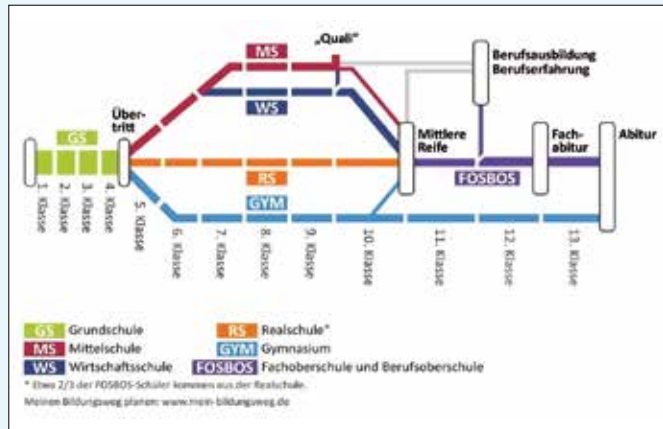 MS
„Quali“
Berufsausbildung
Berufserfahrung
Über-
tritt
WS
GS
Mittlere
Reife
Fach-
abitur
Abitur
RS
FOSBOS
GYM
1. Klasse
2. Klasse
3. Klasse
4. Klasse
5. Klasse
6. Klasse
7. Klasse
8. Klasse
9. Klasse
10. Klasse
11. Klasse
12. Klasse
13. Klasse
GS Grundschule
RS Realschule*
MS Mittelschule
GYM Gymnasium
WS Wirtschaftsschule
FOSBOS Fachoberschule und Berufsoberschule
* Etwa 2/3 der FOSBOS-Schüler kommen aus der Realschule.
Meinen Bildungsweg planen: www.mein-bildungsweg.de